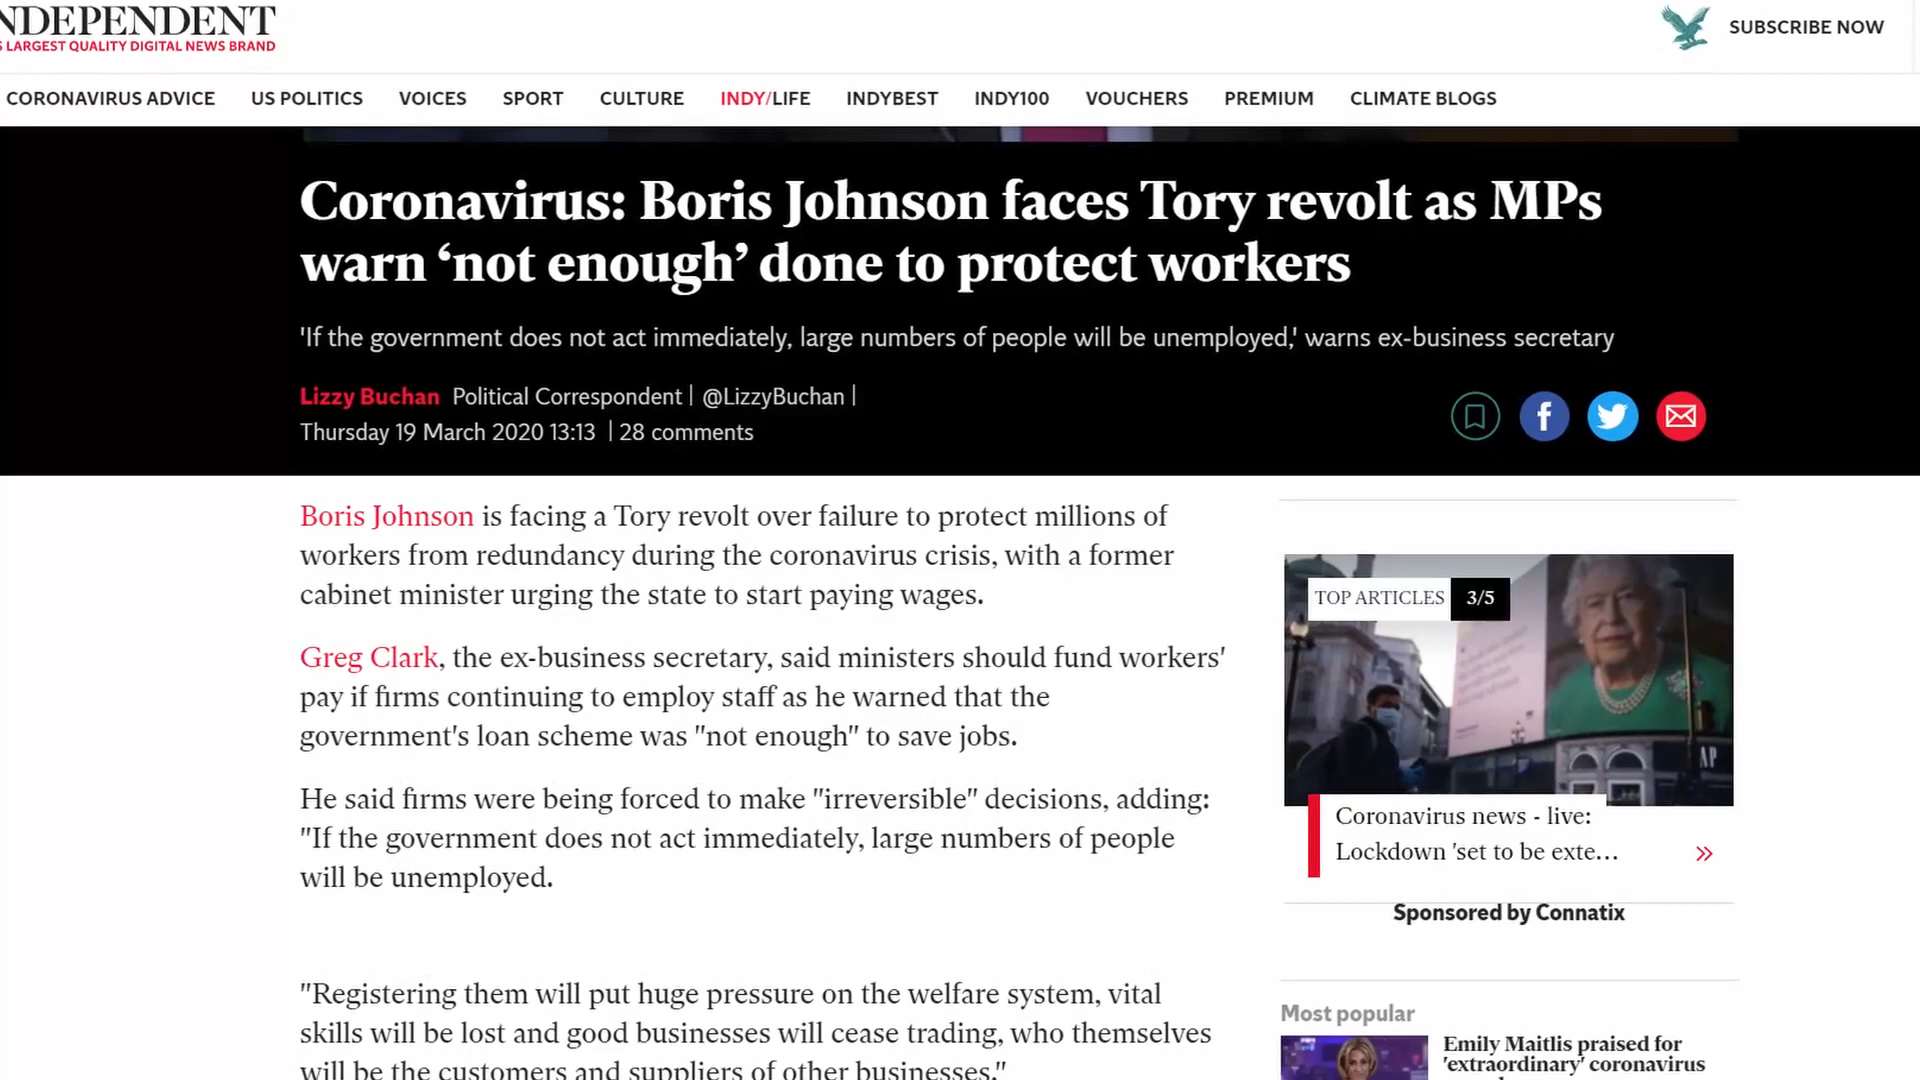 NDEPENDENT
LARGEST QUALITY DIGITAL NEWS BRAND
SUBSCRIBE NOW
CORONAVIRUS ADVICE US POLITICS VOICES SPORT CULTURE INDY/LIFE INDYBEST INDY100 VOUCHERS PREMIUM CLIMATE BLOGS
Coronavirus: Boris Johnson faces Tory revolt as MPs
warn ‘not enough’ done to protect workers
'If the government does not act immediately, large numbers of people will be unemployed,' warns ex-business secretary
Lizzy Buchan Political Correspondent | @LizzyBuchan |
Thursday 19 March 2020 13:13 | 28 comments
Boris Johnson is facing a Tory revolt over failure to protect millions of
workers from redundancy during the coronavirus crisis, with a former
cabinet minister urging the state to start paying wages.
Greg Clark, the ex-business secretary, said ministers should fund workers'
pay if firms continuing to employ staff as he warned that the
government's loan scheme was "not enough" to save jobs.
He said firms were being forced to make "irreversible" decisions, adding:
"If the government does not act immediately, large numbers of people
will be unemployed.
"Registering them will put huge pressure on the welfare system, vital
skills will be lost and good businesses will cease trading, who themselves
will be the customers and suppliers of other businesses."
TOP ARTICLES 3/5
AP
Coronavirus news - live:
Lockdown 'set to be exte...
Sponsored by Connatix
Most popular
Emily Maitlis praised for
'extraordinary' coronavirus